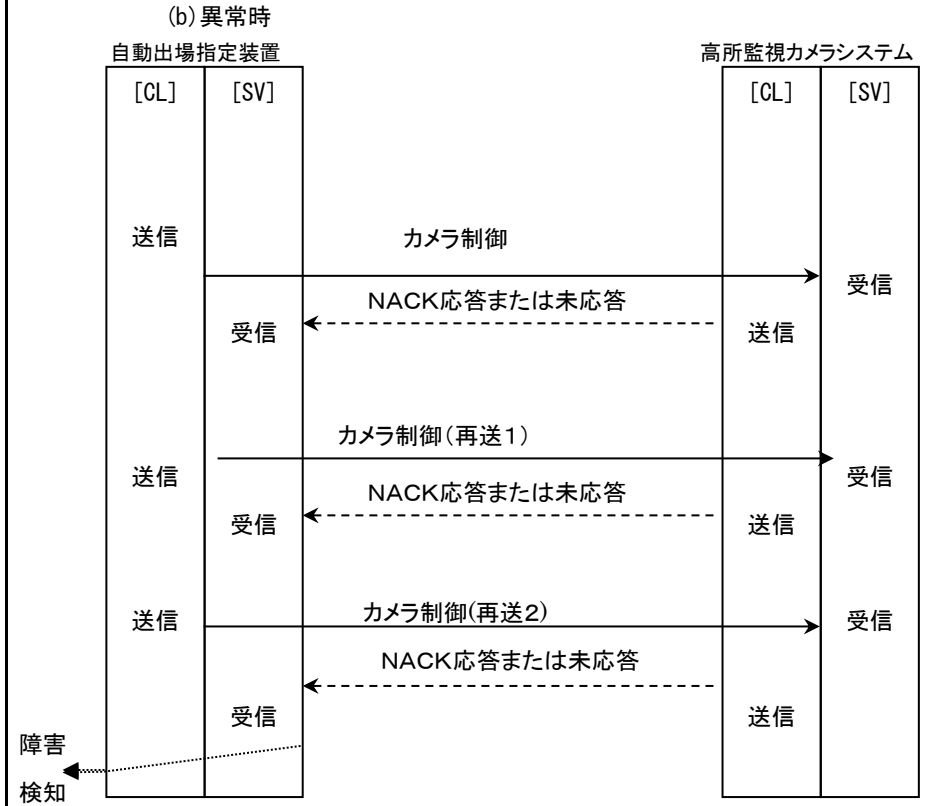 (b)異常時
自動出場指定装置 高所監視カメラシステム
[CL] [SV] [CL] [SV]
送信 カメラ制御
受信
NACK応答または未応答
受信 送信
カメラ制御(再送1)
送信 受信
NACK応答または未応答
受信 送信
カメラ制御(再送2)
送信 受信
NACK応答または未応答
受信 送信
障害
検知